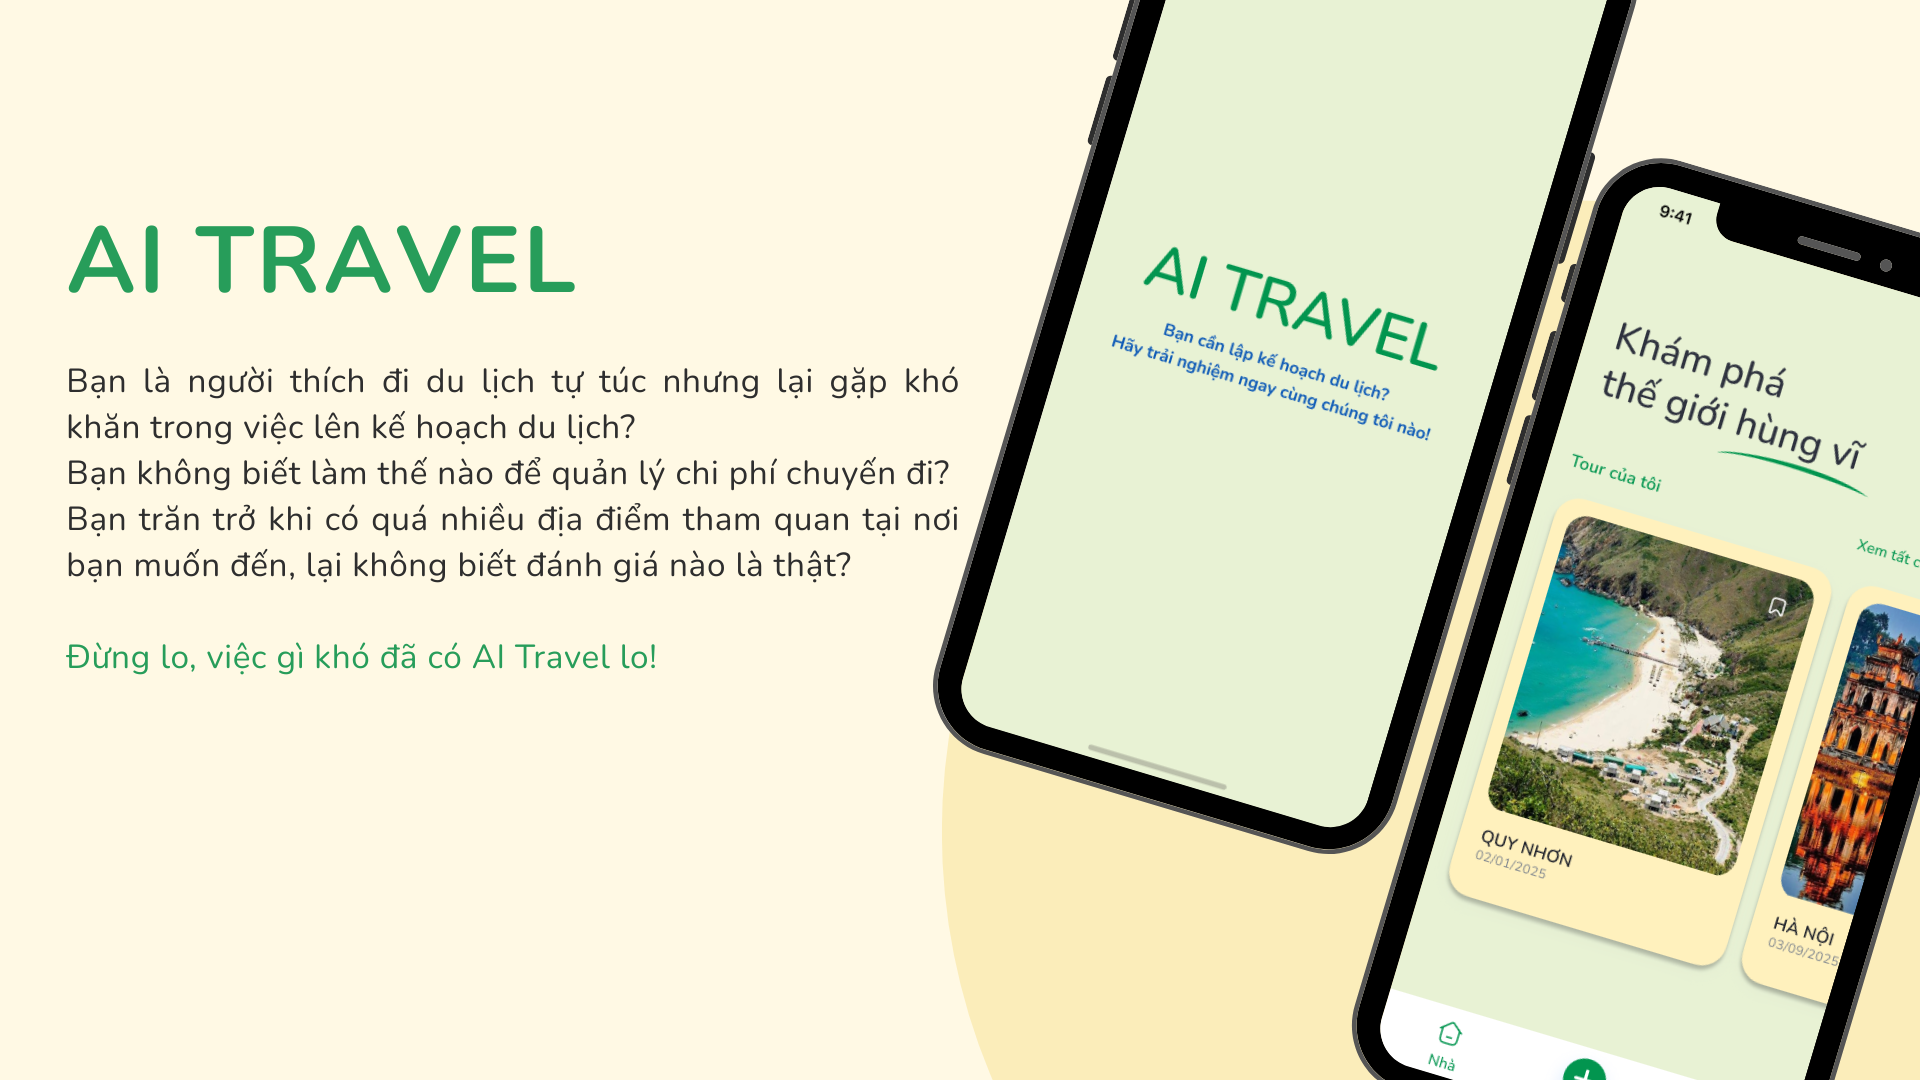 AI TRAVEL
Bạn là người thích đi du lịch tự túc nhưng lại gặp khó
khăn trong việc lên kế hoạch du lịch?
Bạn không biết làm thế nào để quản lý chi phí chuyến đi?
Bạn trăn trở khi có quá nhiều địa điểm tham quan tại nơi
bạn muốn đến, lại không biết đánh giá nào là thật?
Đừng lo, việc gì khó đã có AI Travel lo!
AI TRAVEL
Bạn cần lập kế hoạch du lịch?
Hãy trải nghiệm ngay cùng chúng tôi nào!
9:41
Khám phá
thế giới hùng vĩ
Tour của tôi
Xem tất c
QUY NHƠN
02/01/2025
HÀ NỘI
03/09/2025
Nhà